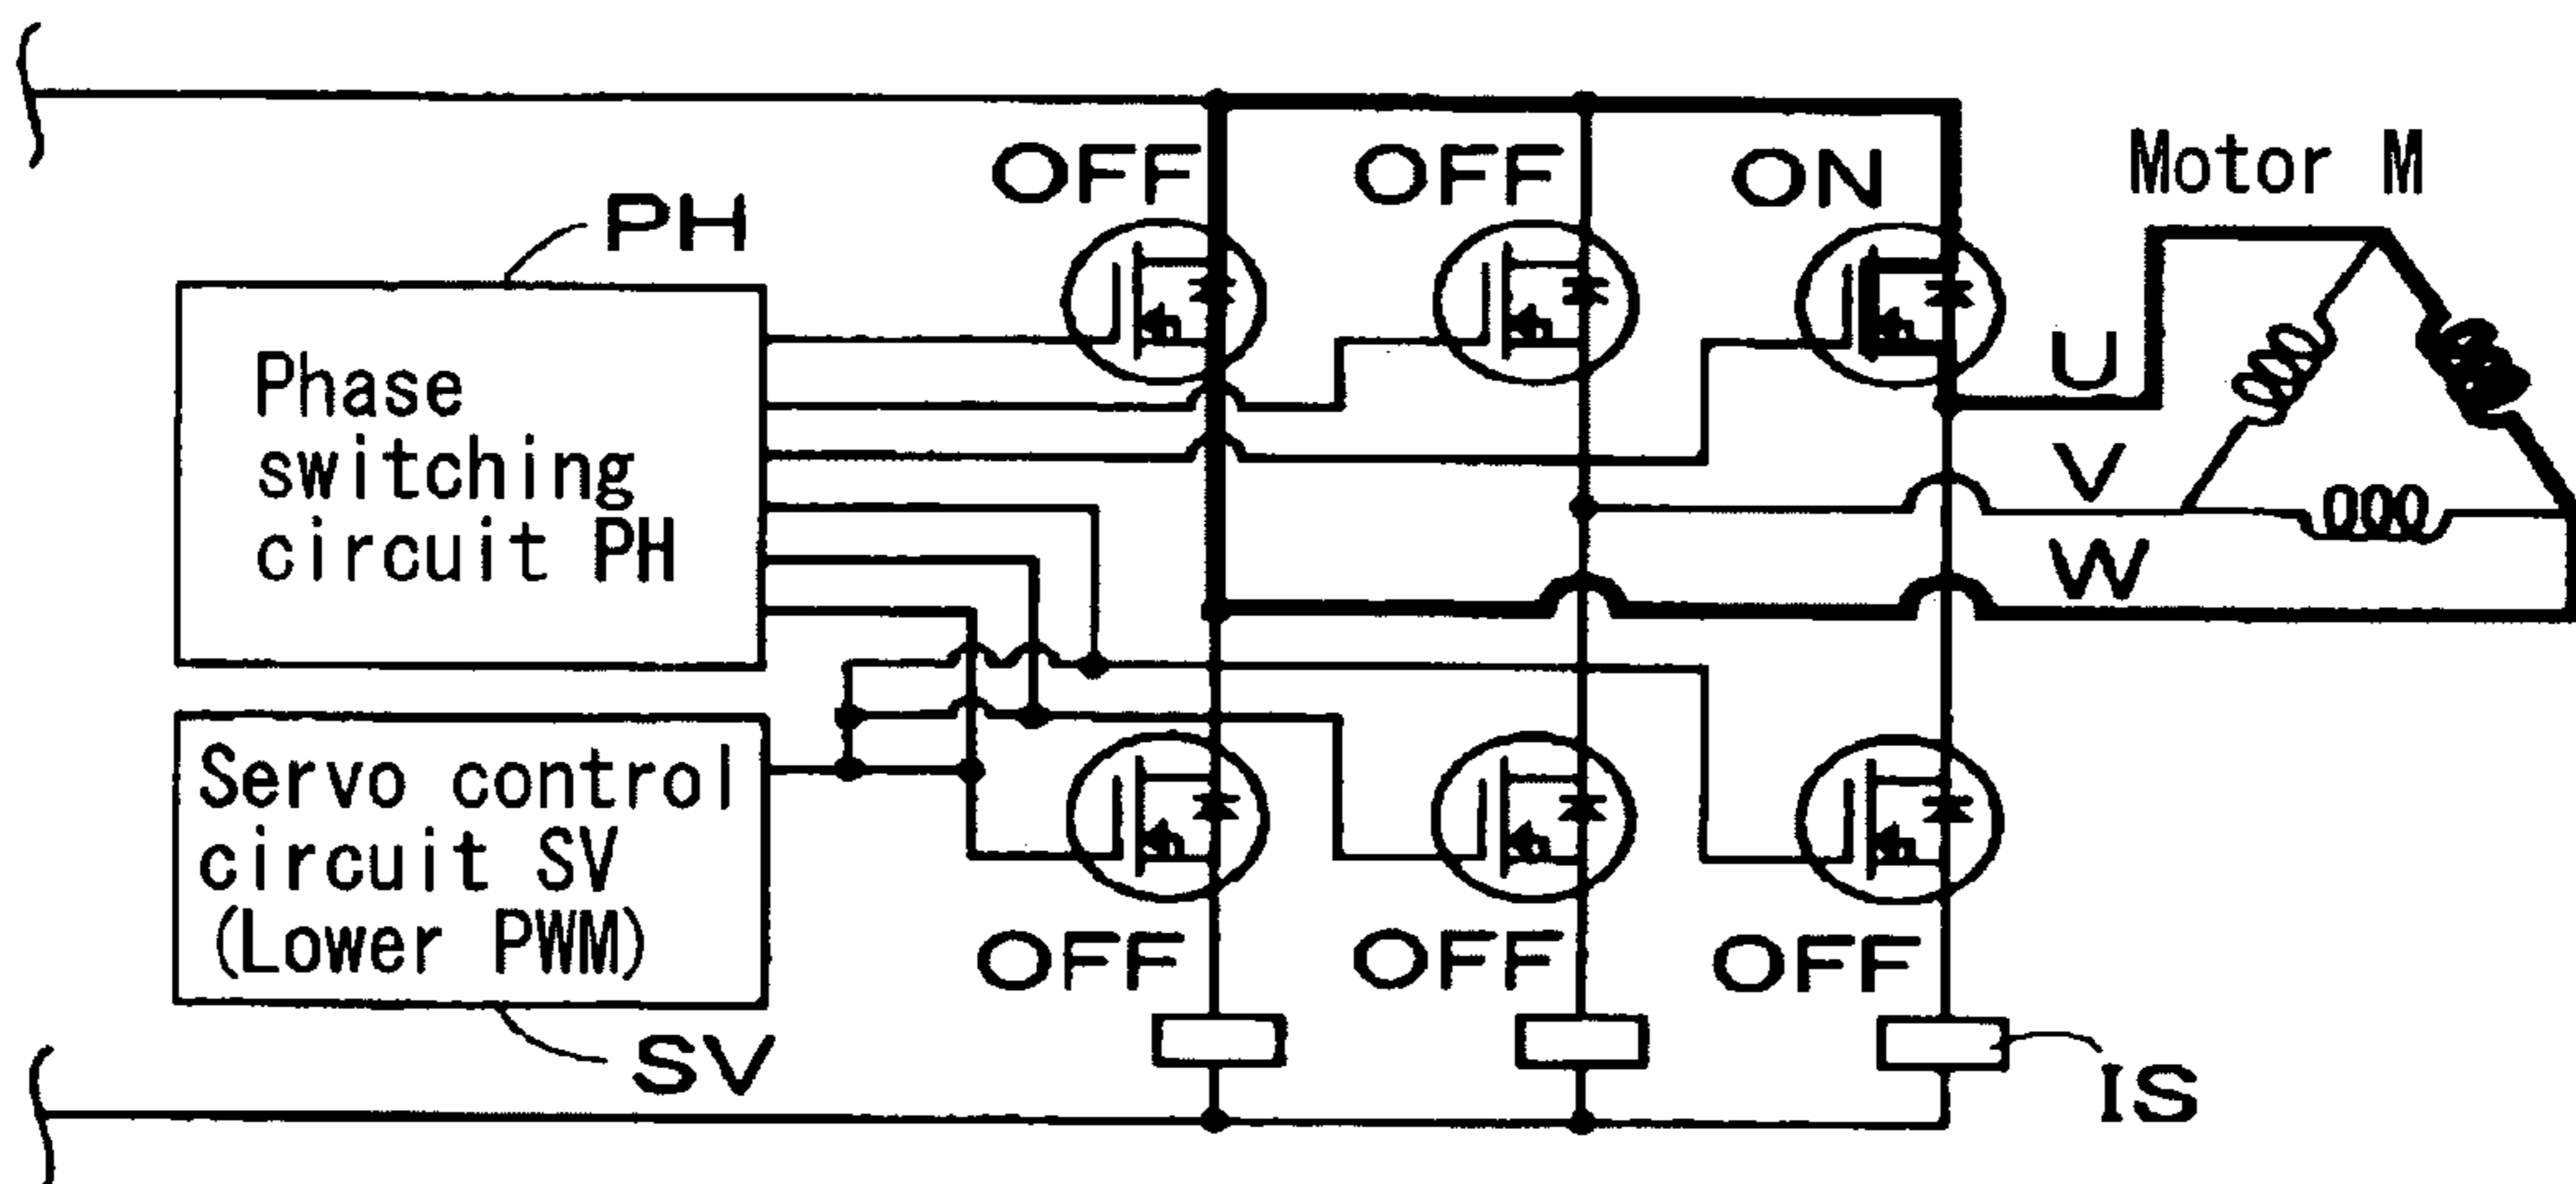 OFF OFF ON Motor M
PH
Phase
switching
circuit PH
U
V
W
Servo control
circuit SV
(Lower PWM)
OFF OFF OFF
SV
IS